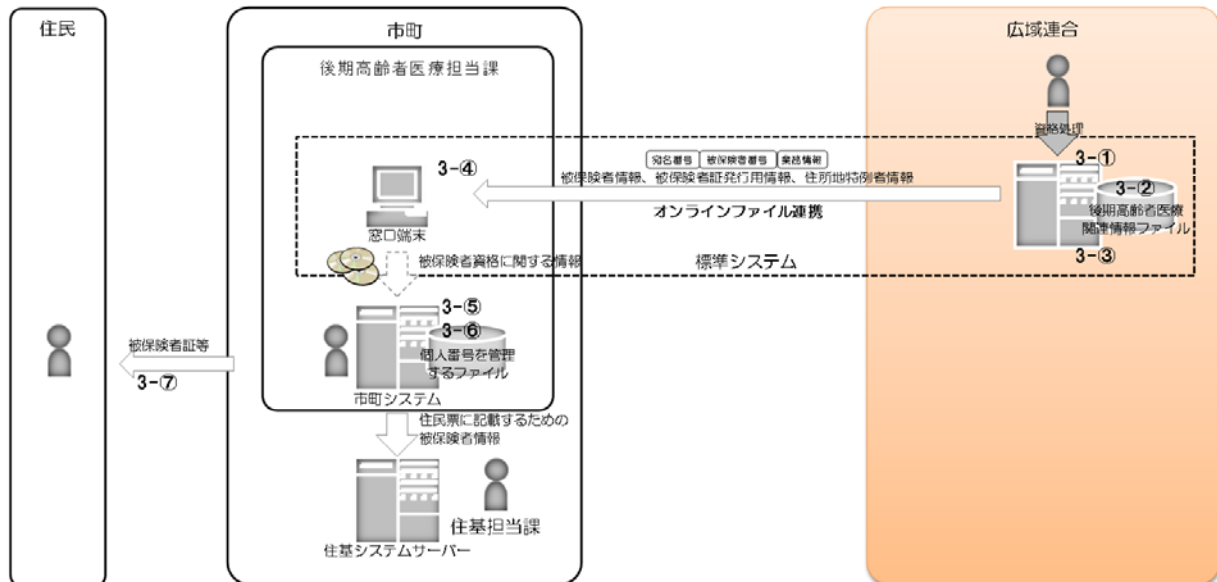 住民
市町
広域連合
後期高齢者医療担当課
資格処理
宛名番号 被保険者番号 業務情報
3-④
3-①
被保険者情報、被保険者証発行用情報、住所地特例者情報
3-②
オンラインファイル連携
後期高齢者医療
関連情報ファイル
窓口端末
3-③
被保険者資格に関する情報
標準システム
3-⑤
3-⑥
被保険者証等
個人番号を管理
するファイル
3-⑦
市町システム
住民票に記載するための
被保険者情報
住基担当課
住基システムサーバー